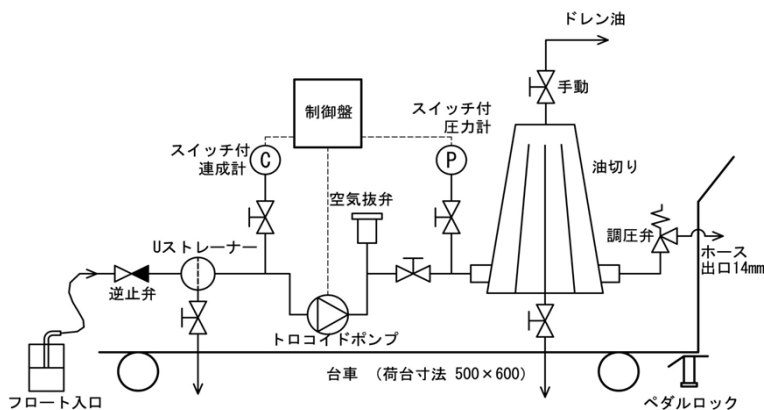 ドレン油
手動
制御盤
スイッチ付
圧力計
スイッチ付
連成計
C
P
油切り
空気抜弁
Uストレーナー
調圧弁
ホース
出口14mm
逆止弁
トロコイドポンプ
台車 (荷台寸法 500×600)
フロート入口
ペダルロック